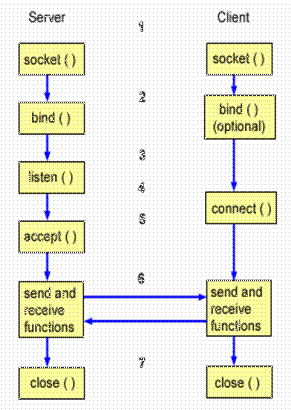 Server
Client
1
socket ( )
socket ( )
2
bind ( )
bind ( )
(optional)
3
listen ( )
4
connect ( )
5
accept ( )
6
send and
receive
functions
send and
receive
functions
7
close ( )
close ( )